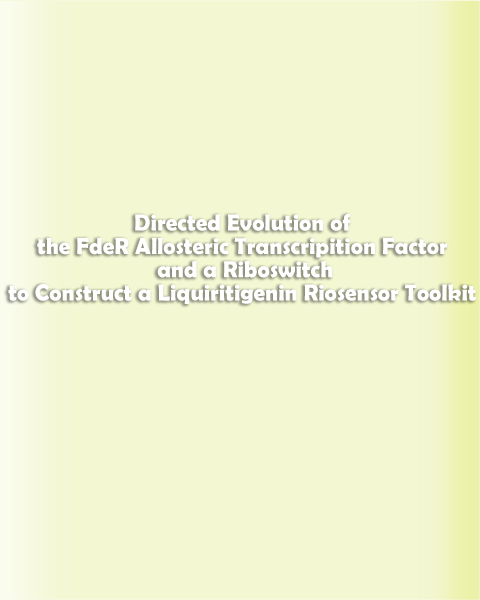 Directed Evolution of
the FdeR Allosteric Transcripition Factor
and a Riboswitch
to Construct a Liquiritigenin Riosensor Toolkit